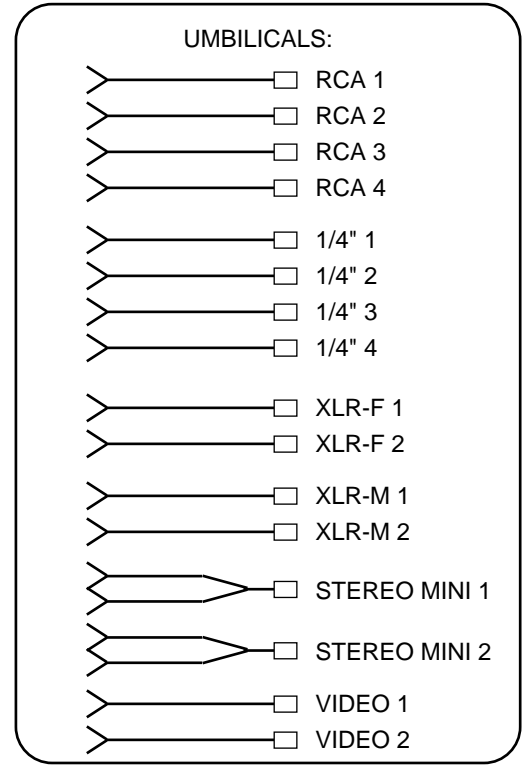 UMBILICALS:
RCA 1
RCA 2
RCA 3
RCA 4
1/4" 1
1/4" 2
1/4" 3
1/4" 4
XLR-F 1
XLR-F 2
XLR-M 1
XLR-M 2
STEREO MINI 1
STEREO MINI 2
VIDEO 1
VIDEO 2